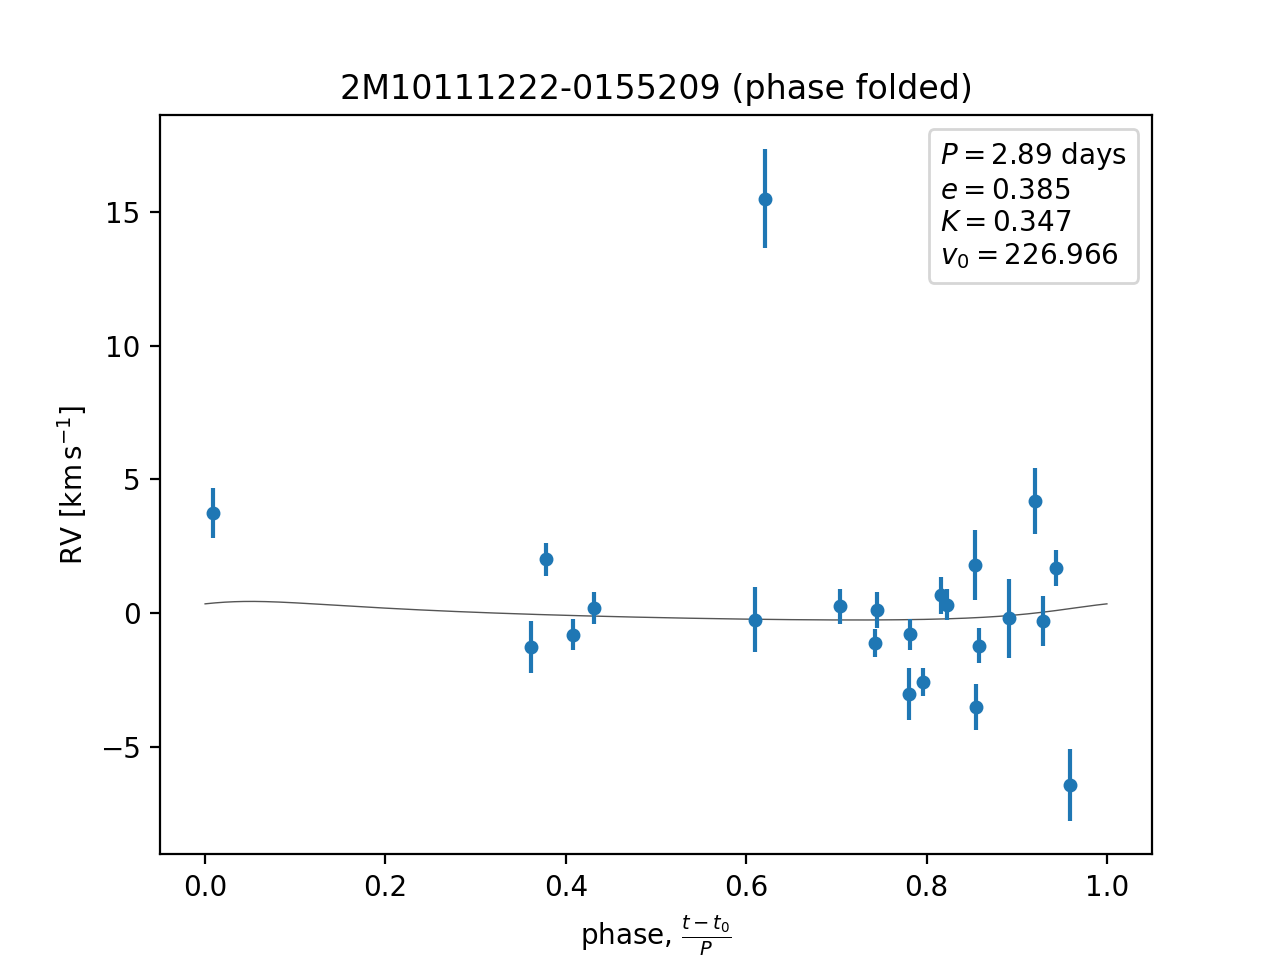 2M10111222-0155209 (phase folded)
P = 2.89 days
e = 0.385
K = 0.347
v₀ = 226.966
15
10
5
0
−5
RV [km s⁻¹]
0.0 0.2 0.4 0.6 0.8 1.0
phase, (t − t₀)/P